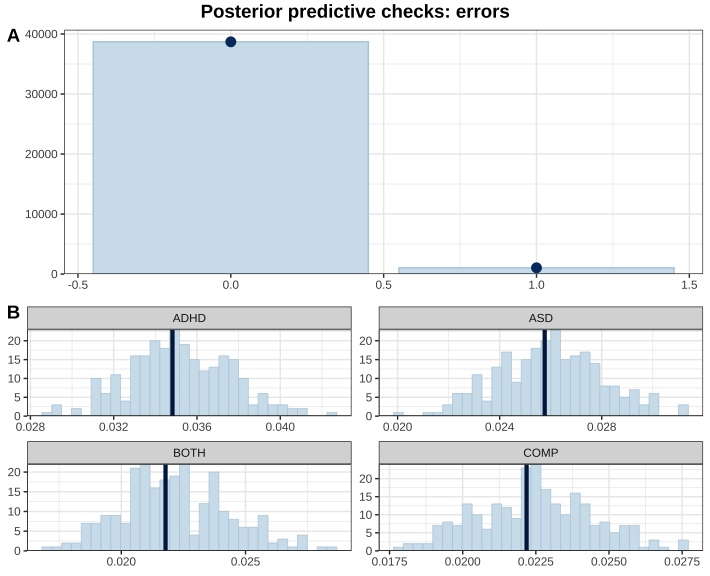 Posterior predictive checks: errors
A
40000
30000
20000
10000
0
-0.5 0.0 0.5 1.0 1.5
B
ADHD ASD
20 20
15 15
10 10
5 5
0 0
0.028 0.032 0.036 0.040 0.020 0.024 0.028
BOTH COMP
20 20
15 15
10 10
5 5
0 0
0.020 0.025 0.0175 0.0200 0.0225 0.0250 0.0275